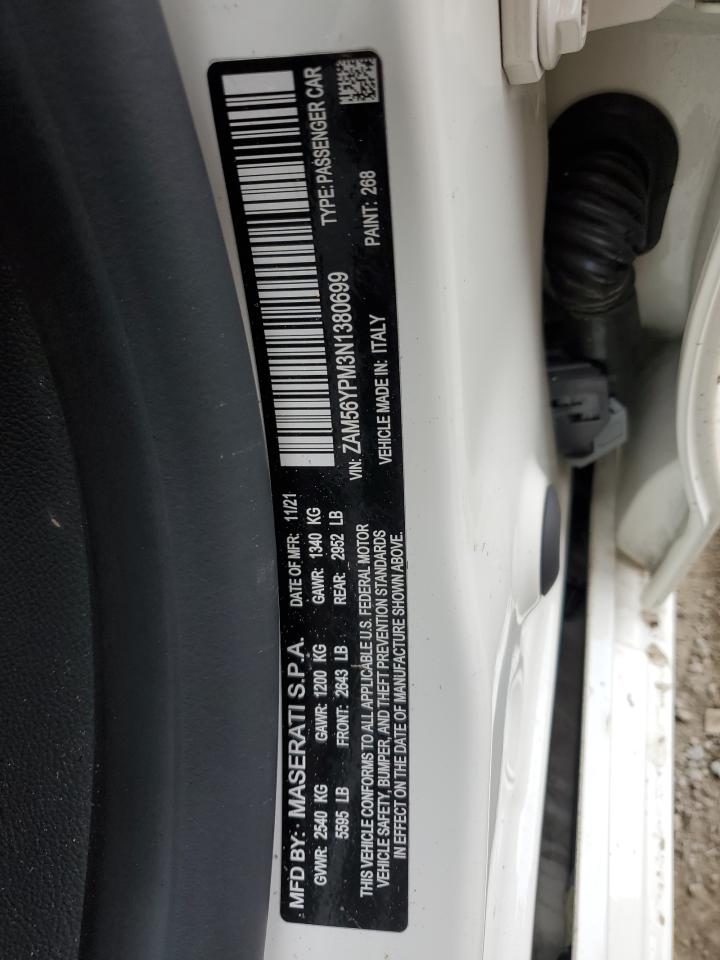 MFD BY: MASERATI S.P.A. DATE OF MFR: 11/21
GVWR: 2540 KG GAWR: 1200 KG GAWR: 1340 KG
5595 LB FRONT: 2643 LB REAR: 2952 LB
THIS VEHICLE CONFORMS TO ALL APPLICABLE U.S. FEDERAL MOTOR
VEHICLE SAFETY, BUMPER, AND THEFT PREVENTION STANDARDS
IN EFFECT ON THE DATE OF MANUFACTURE SHOWN ABOVE.
VIN: ZAM56YPM3N1380699 TYPE: PASSENGER CAR
VEHICLE MADE IN: ITALY PAINT: 268